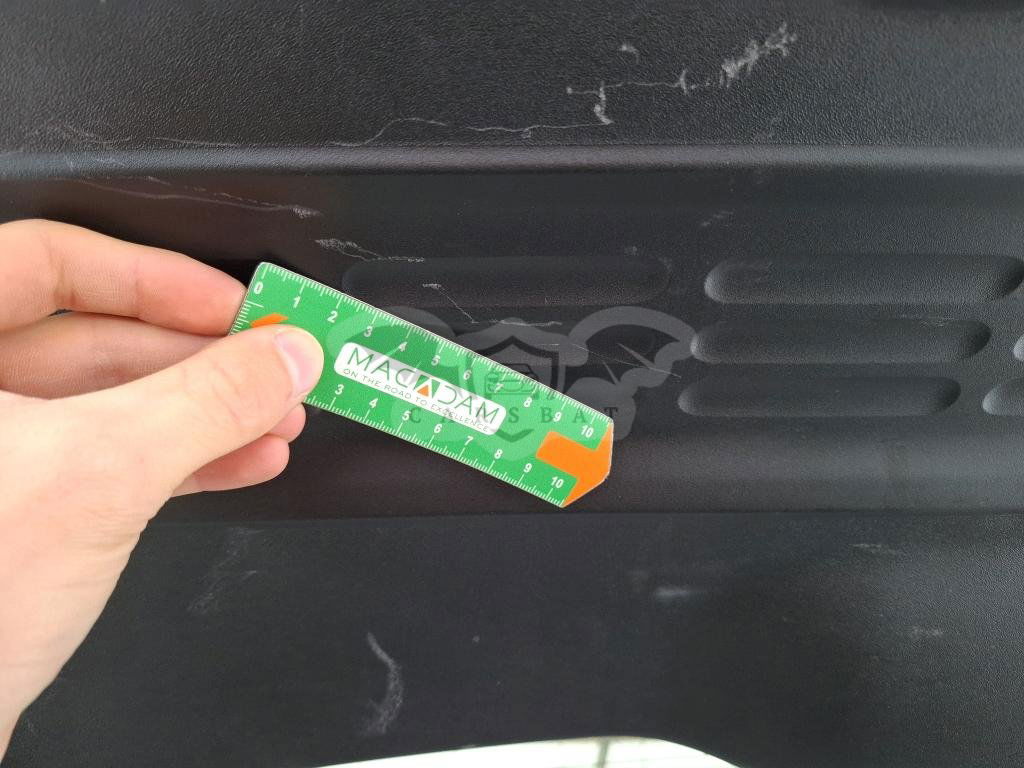 0 1 2 3 4 5 6 7 8 9 10
MACADAM
ON THE ROAD TO EXCELLENCE
3 4 5 6 7 8 9 10